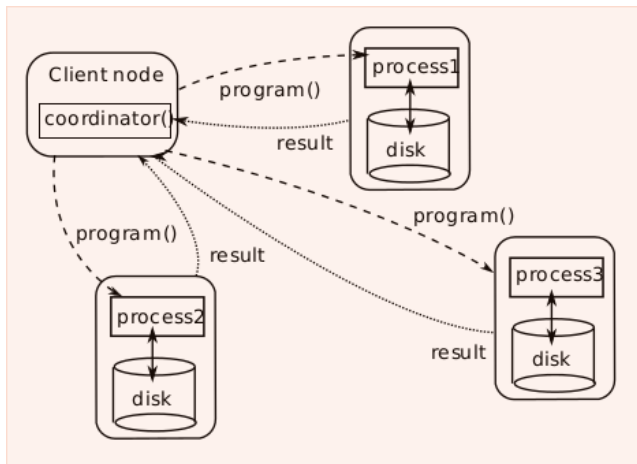 Client node
coordinator()
program()
result
process1
disk
program()
result
process2
disk
program()
result
process3
disk